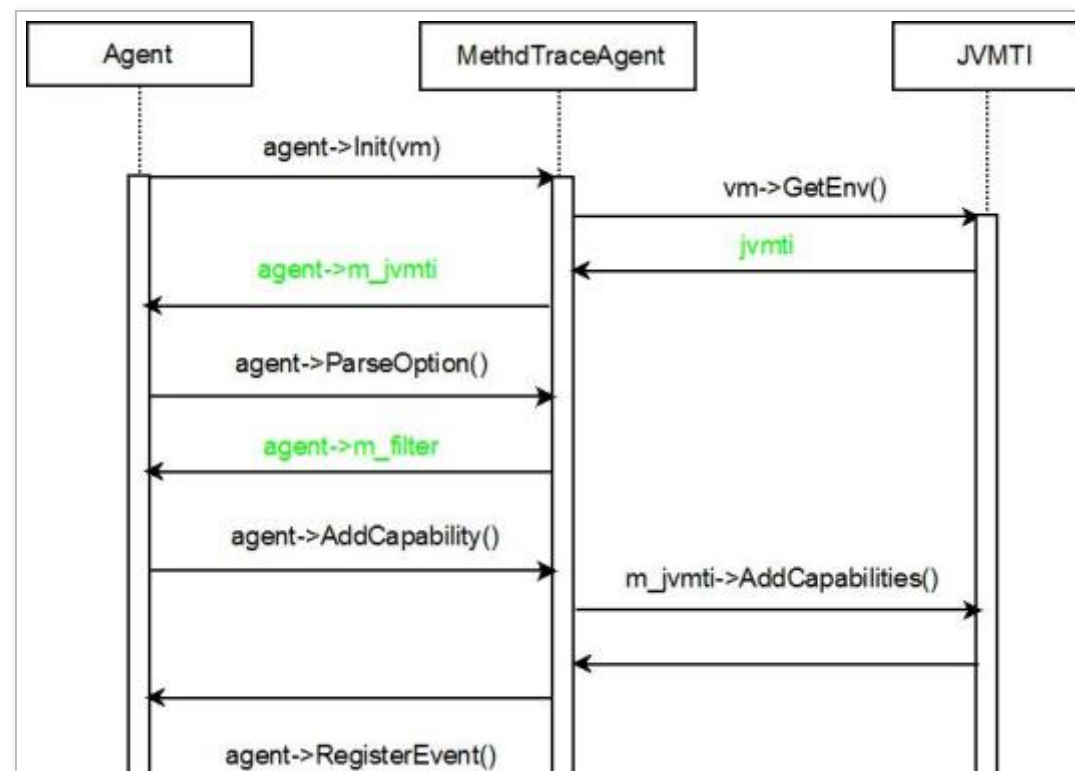 Agent
MethdTraceAgent
JVMTI
agent->Init(vm)
vm->GetEnv()
jvmti
agent->m_jvmti
agent->ParseOption()
agent->m_filter
agent->AddCapability()
m_jvmti->AddCapabilities()
agent->RegisterEvent()